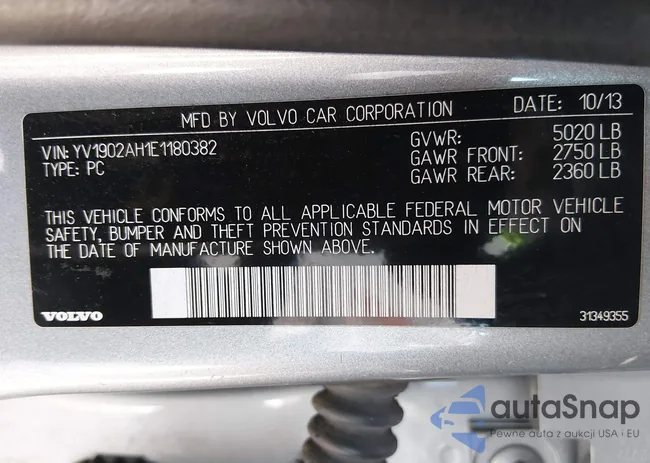 MFD BY VOLVO CAR CORPORATION DATE: 10/13
VIN: YV1902AH1E1180382 GVWR: 5020 LB
TYPE: PC GAWR FRONT: 2750 LB
GAWR REAR: 2360 LB
THIS VEHICLE CONFORMS TO ALL APPLICABLE FEDERAL MOTOR VEHICLE
SAFETY, BUMPER AND THEFT PREVENTION STANDARDS IN EFFECT ON
THE DATE OF MANUFACTURE SHOWN ABOVE.
VOLVO 31349355
autaSnap
Pewne auta z aukcji USA i EU